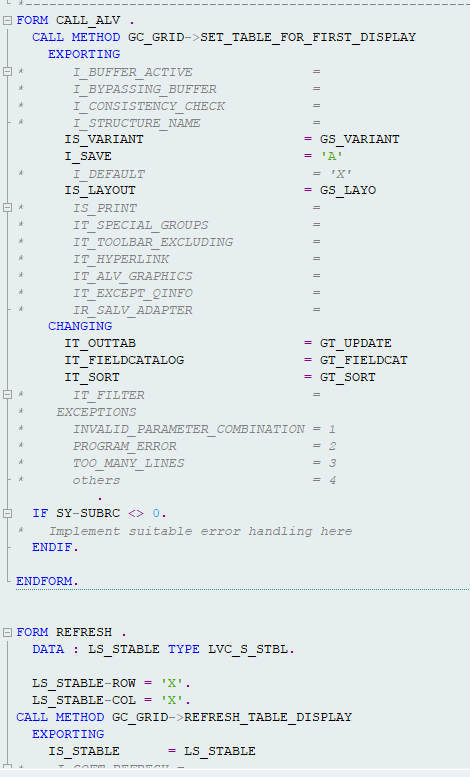 *---------------------------------------------------------------------
FORM CALL_ALV .
CALL METHOD GC_GRID->SET_TABLE_FOR_FIRST_DISPLAY
EXPORTING
* I_BUFFER_ACTIVE =
* I_BYPASSING_BUFFER =
* I_CONSISTENCY_CHECK =
* I_STRUCTURE_NAME =
IS_VARIANT = GS_VARIANT
I_SAVE = 'A'
* I_DEFAULT = 'X'
IS_LAYOUT = GS_LAYO
* IS_PRINT =
* IT_SPECIAL_GROUPS =
* IT_TOOLBAR_EXCLUDING =
* IT_HYPERLINK =
* IT_ALV_GRAPHICS =
* IT_EXCEPT_QINFO =
* IR_SALV_ADAPTER =
CHANGING
IT_OUTTAB = GT_UPDATE
IT_FIELDCATALOG = GT_FIELDCAT
IT_SORT = GT_SORT
* IT_FILTER =
* EXCEPTIONS
* INVALID_PARAMETER_COMBINATION = 1
* PROGRAM_ERROR = 2
* TOO_MANY_LINES = 3
* others = 4
.
IF SY-SUBRC <> 0.
* Implement suitable error handling here
ENDIF.
ENDFORM.
FORM REFRESH .
DATA : LS_STABLE TYPE LVC_S_STBL.
LS_STABLE-ROW = 'X'.
LS_STABLE-COL = 'X'.
CALL METHOD GC_GRID->REFRESH_TABLE_DISPLAY
EXPORTING
IS_STABLE = LS_STABLE
* I_SOFT_REFRESH =